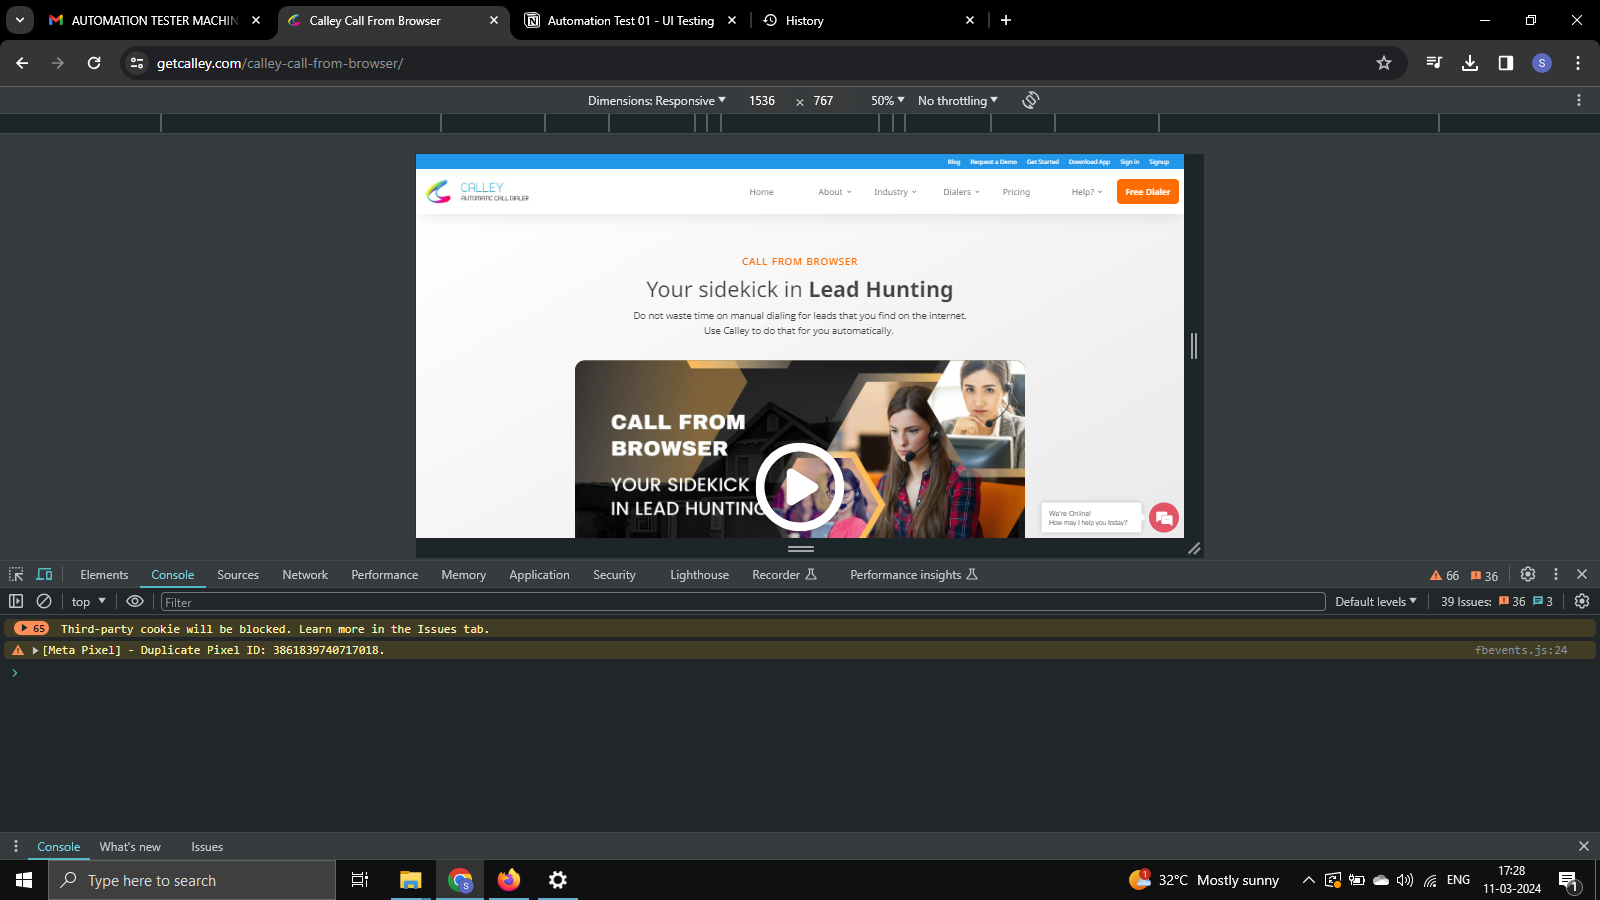 AUTOMATION TESTER MACHIN
Calley Call From Browser
Automation Test 01 - UI Testing
History
getcalley.com/calley-call-from-browser/
S
Dimensions: Responsive
1536 × 767
50%
No throttling
Blog
Request a Demo
Get Started
Download App
Sign in
Signup
CALLEY
AUTOMATIC CALL DIALER
Home
About
Industry
Dialers
Pricing
Help?
Free Dialer
CALL FROM BROWSER
Your sidekick in Lead Hunting
Do not waste time on manual dialing for leads that you find on the internet.
Use Calley to do that for you automatically.
CALL FROM
BROWSER
YOUR SIDEKICK
IN LEAD HUNTING
We're Online!
How may I help you today?
Elements
Console
Sources
Network
Performance
Memory
Application
Security
Lighthouse
Recorder
Performance insights
66
36
top
Filter
Default levels
39 Issues:
36
3
65
Third-party cookie will be blocked. Learn more in the Issues tab.
[Meta Pixel] - Duplicate Pixel ID: 3861839740717018.
fbevents.js:24
Console
What's new
Issues
Type here to search
S
1
32°C
Mostly sunny
ENG
17:28
11-03-2024
1